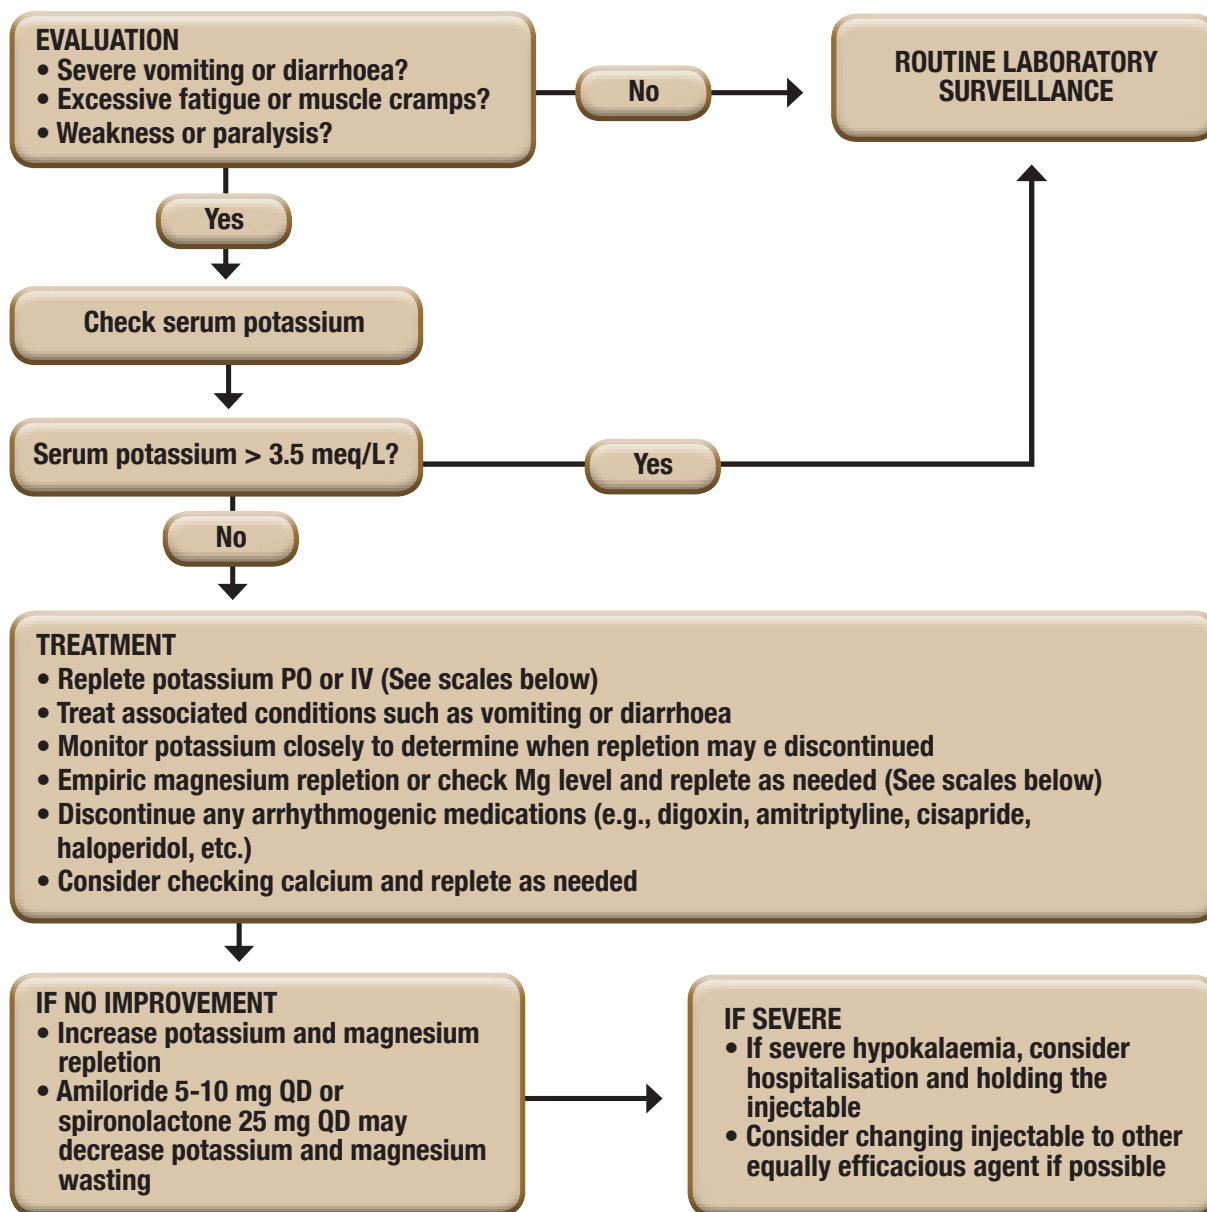 EVALUATION
• Severe vomiting or diarrhoea?
• Excessive fatigue or muscle cramps?
• Weakness or paralysis?
No
ROUTINE LABORATORY
SURVEILLANCE
Yes
Check serum potassium
Serum potassium > 3.5 meq/L?
Yes
No
TREATMENT
• Replete potassium PO or IV (See scales below)
• Treat associated conditions such as vomiting or diarrhoea
• Monitor potassium closely to determine when repletion may e discontinued
• Empiric magnesium repletion or check Mg level and replete as needed (See scales below)
• Discontinue any arrhythmogenic medications (e.g., digoxin, amitriptyline, cisapride,
haloperidol, etc.)
• Consider checking calcium and replete as needed
IF NO IMPROVEMENT
• Increase potassium and magnesium
repletion
• Amiloride 5-10 mg QD or
spironolactone 25 mg QD may
decrease potassium and magnesium
wasting
IF SEVERE
• If severe hypokalaemia, consider
hospitalisation and holding the
injectable
• Consider changing injectable to other
equally efficacious agent if possible